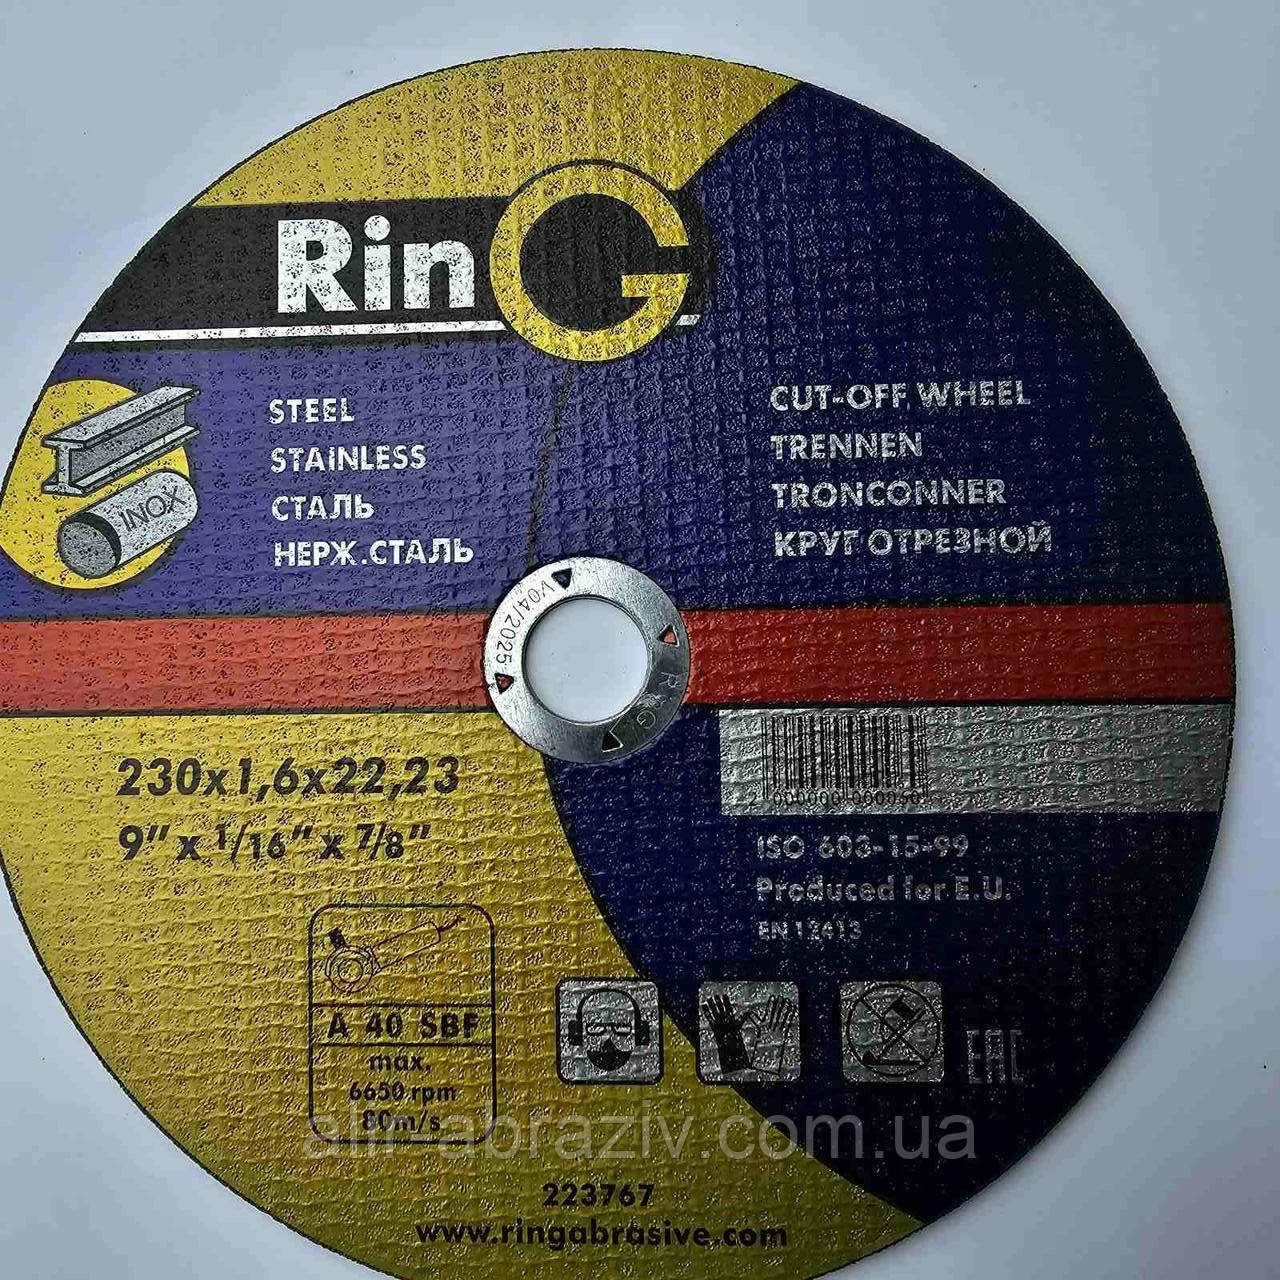 RinG
STEEL
STAINLESS
СТАЛЬ
НЕРЖ.СТАЛЬ
INOX
CUT-OFF WHEEL
TRENNEN
TRONCONNER
КРУГ ОТРЕЗНОЙ
V04/2025
RING
230x1,6x22,23
9" x 1/16" x 7/8"
ISO 603-15-99
Produced for E.U.
EN 12413
A 40 SBF
max.
6650 rpm
80m/s
EAC
alfr-abraziv.com.ua
223767
www.ringabrasive.com